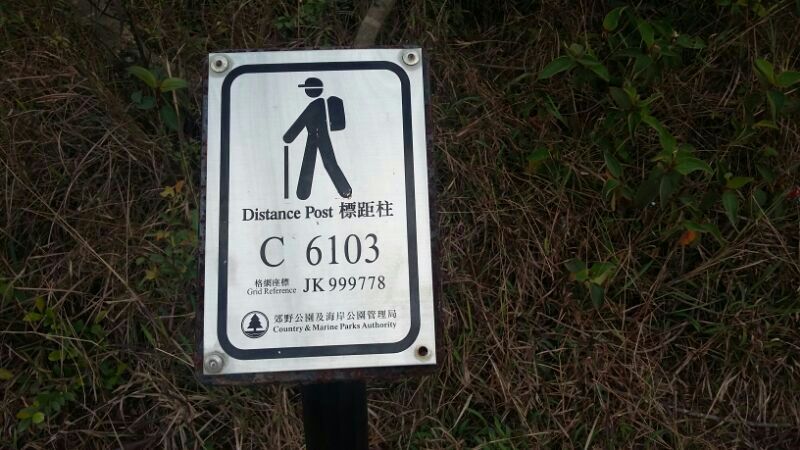 Distance Post 標距柱
C 6103
格網座標
Grid Reference JK 999778
郊野公園及海岸公園管理局
Country & Marine Parks Authority